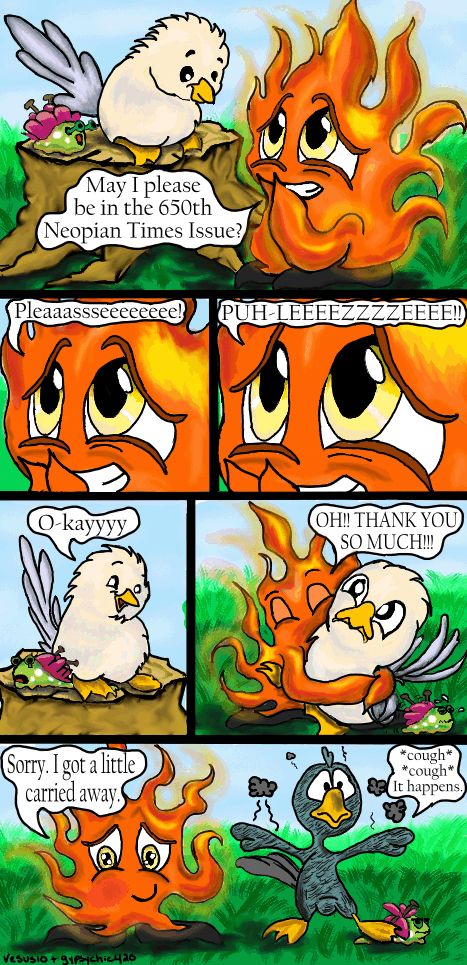 May I please
be in the 650th
Neopian Times Issue?
Pleaaassseeeeeeee!
PUH-LEEEEZZZZEEEE!!
O-kayyyy
OH!! THANK YOU
SO MUCH!!!
Sorry. I got a little
carried away.
*cough*
*cough*
It happens.
vesus10 + gypsychic420